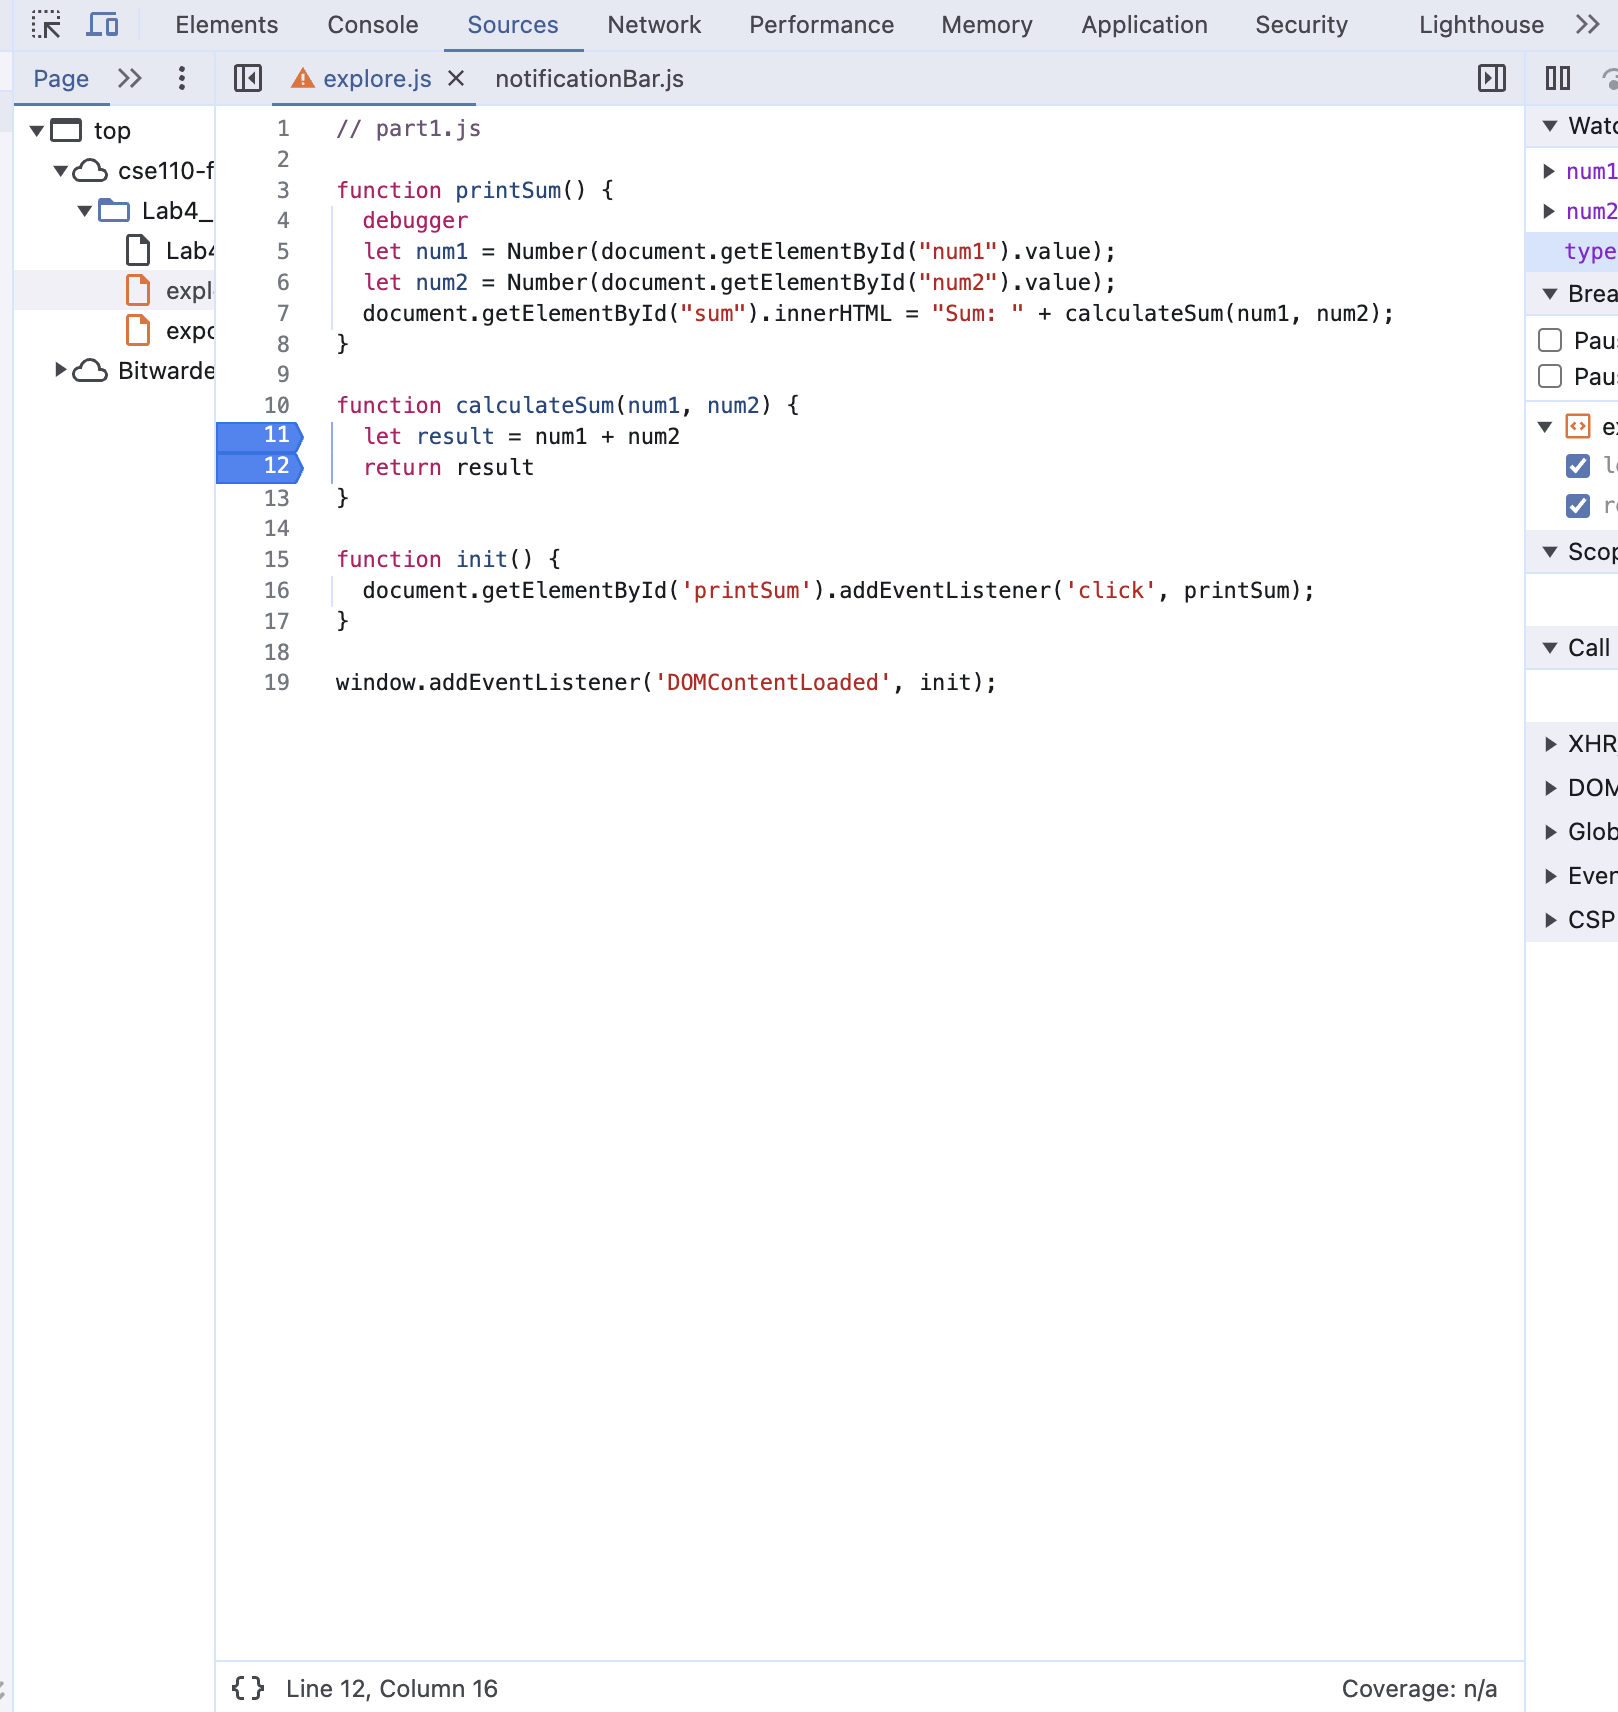 Elements Console Sources Network Performance Memory Application Security Lighthouse
Page explore.js notificationBar.js
top
cse110-f
Lab4_
Lab4
explo
expo
Bitwarde
1 // part1.js
2
3 function printSum() {
4 debugger
5 let num1 = Number(document.getElementById("num1").value);
6 let num2 = Number(document.getElementById("num2").value);
7 document.getElementById("sum").innerHTML = "Sum: " + calculateSum(num1, num2);
8 }
9
10 function calculateSum(num1, num2) {
11 let result = num1 + num2
12 return result
13 }
14
15 function init() {
16 document.getElementById('printSum').addEventListener('click', printSum);
17 }
18
19 window.addEventListener('DOMContentLoaded', init);
Watc
num1
num2
type
Brea
Paus
Paus
ex
le
re
Scop
Call
XHR
DOM
Glob
Even
CSP
{} Line 12, Column 16 Coverage: n/a